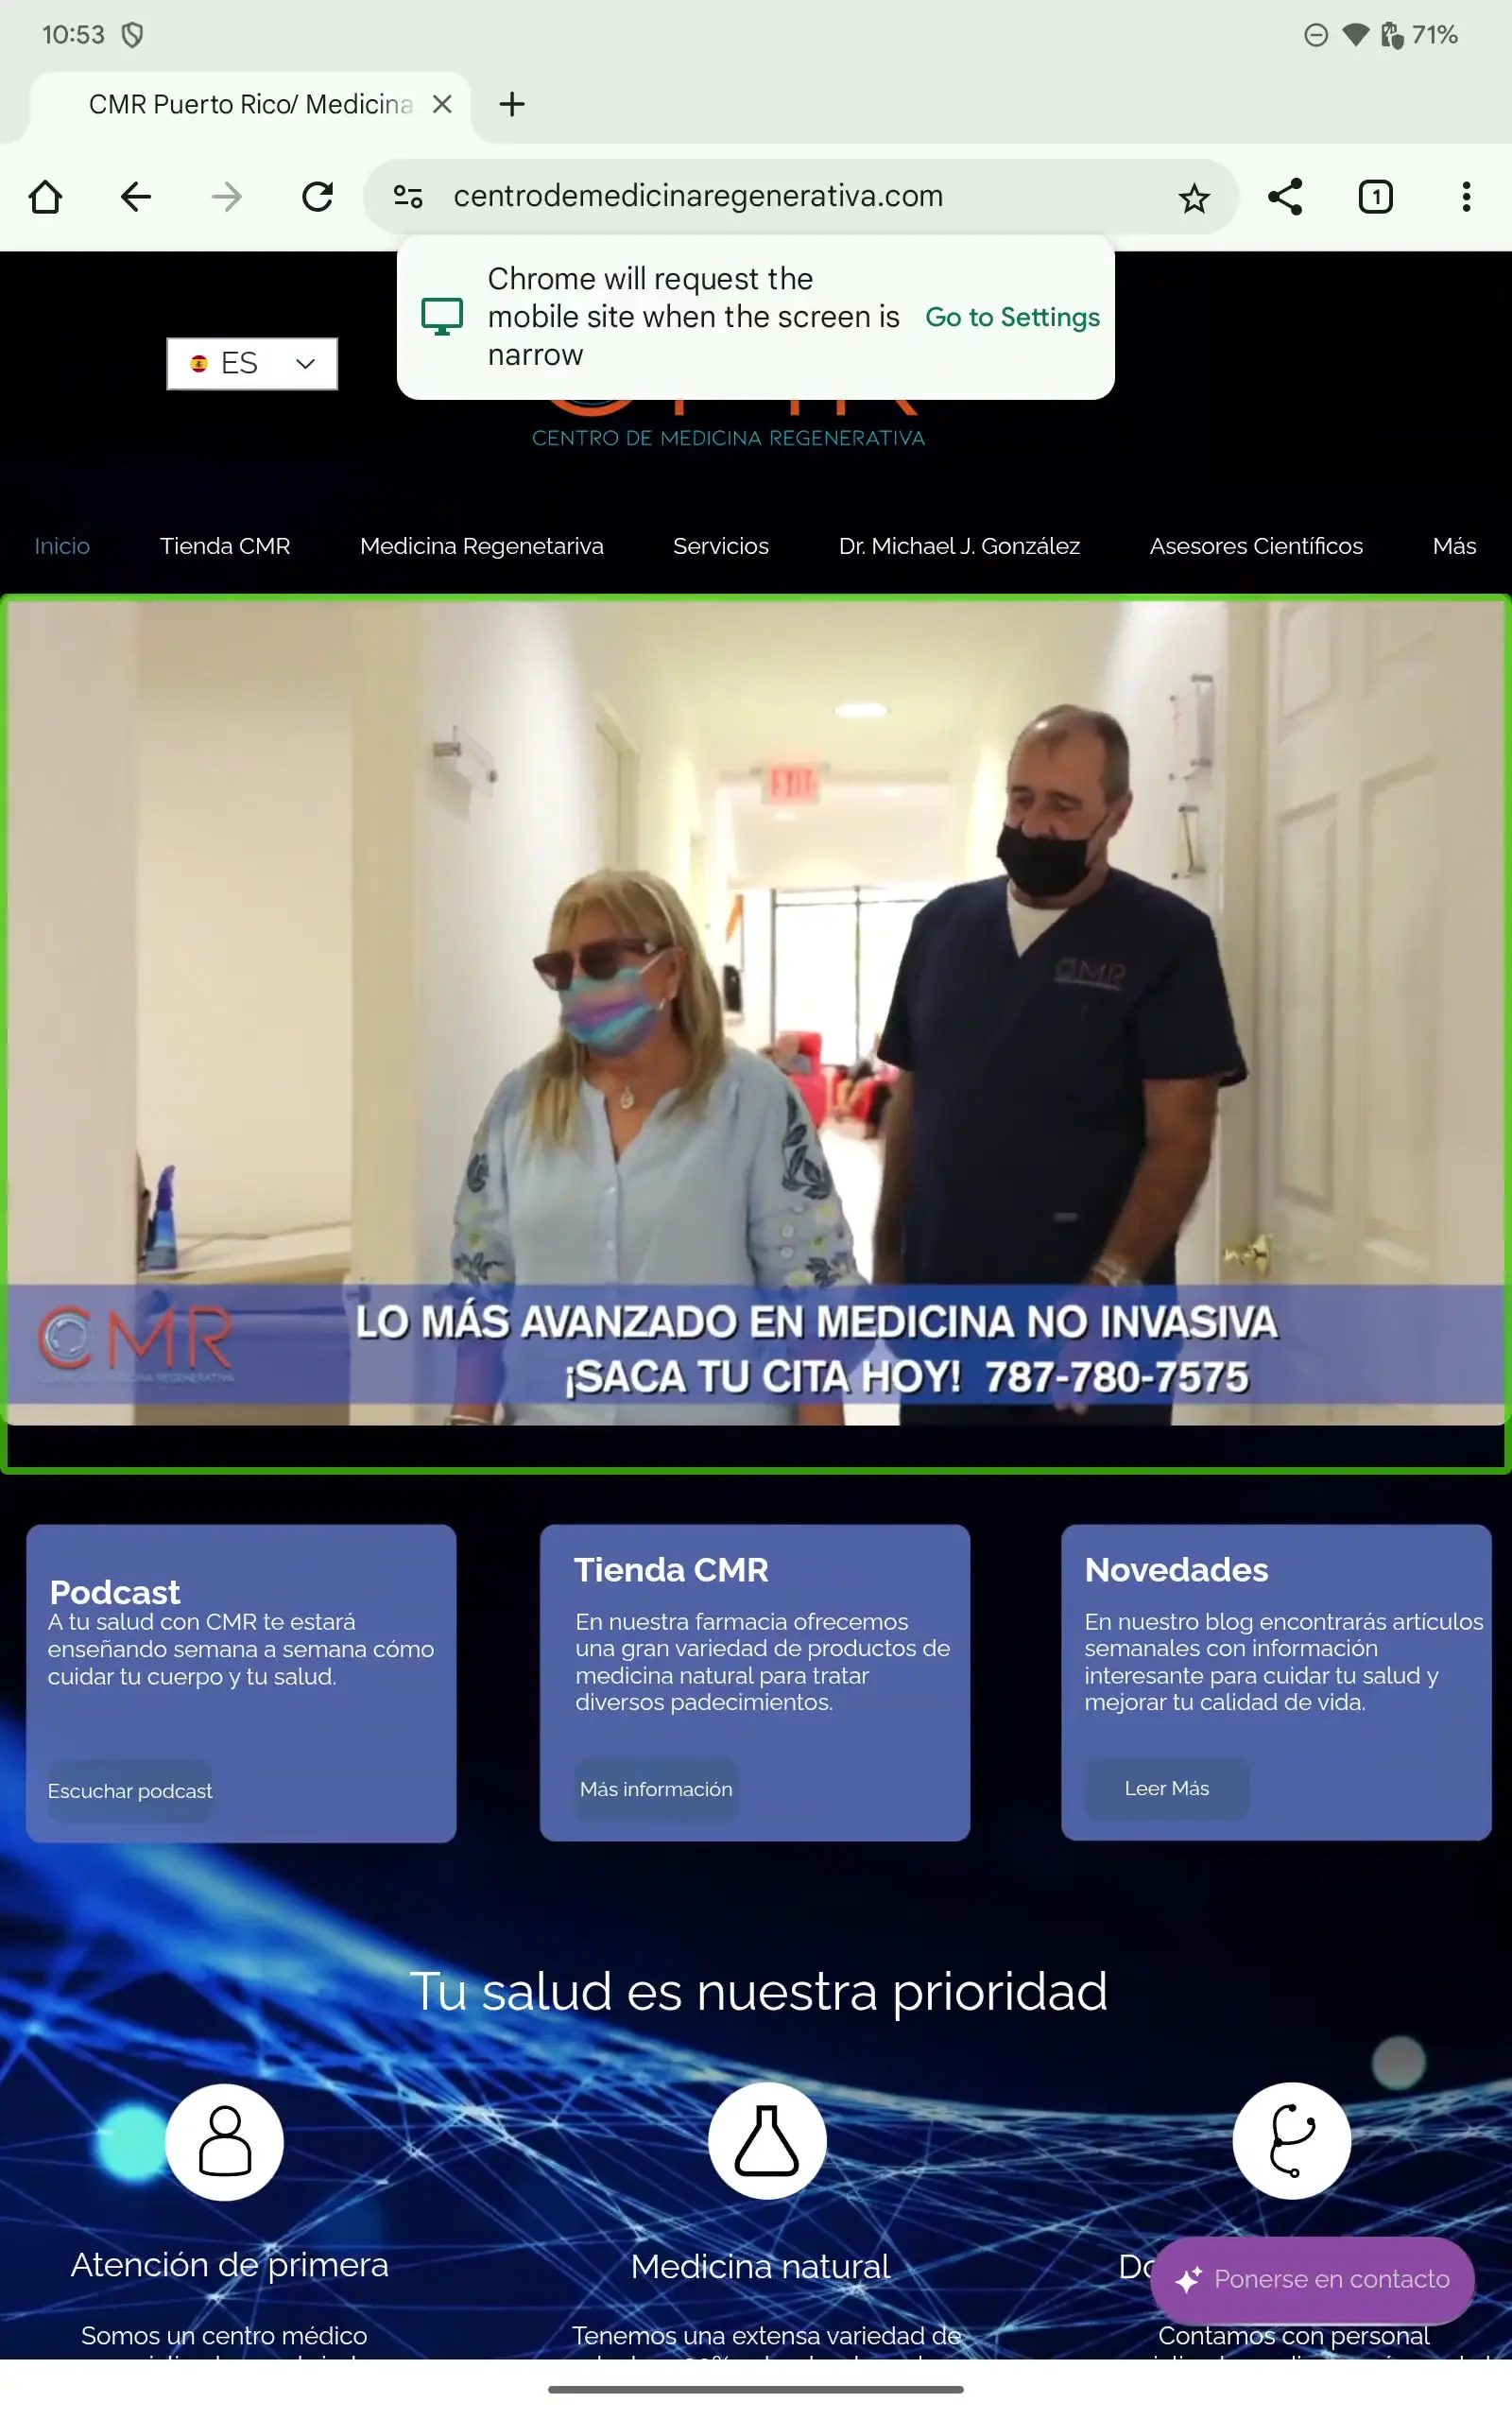 10:53
71%
CMR Puerto Rico/ Medicina
centrodemedicinaregenerativa.com
1
Chrome will request the
mobile site when the screen is
narrow
Go to Settings
ES
CENTRO DE MEDICINA REGENERATIVA
Inicio
Tienda CMR
Medicina Regenetariva
Servicios
Dr. Michael J. González
Asesores Científicos
Más
EXIT
CMR
CMR
LO MÁS AVANZADO EN MEDICINA NO INVASIVA
¡SACA TU CITA HOY! 787-780-7575
Podcast
A tu salud con CMR te estará
enseñando semana a semana cómo
cuidar tu cuerpo y tu salud.
Escuchar podcast
Tienda CMR
En nuestra farmacia ofrecemos
una gran variedad de productos de
medicina natural para tratar
diversos padecimientos.
Más información
Novedades
En nuestro blog encontrarás artículos
semanales con información
interesante para cuidar tu salud y
mejorar tu calidad de vida.
Leer Más
Tu salud es nuestra prioridad
Atención de primera
Somos un centro médico
Medicina natural
Tenemos una extensa variedad de
Ponerse en contacto
Contamos con personal